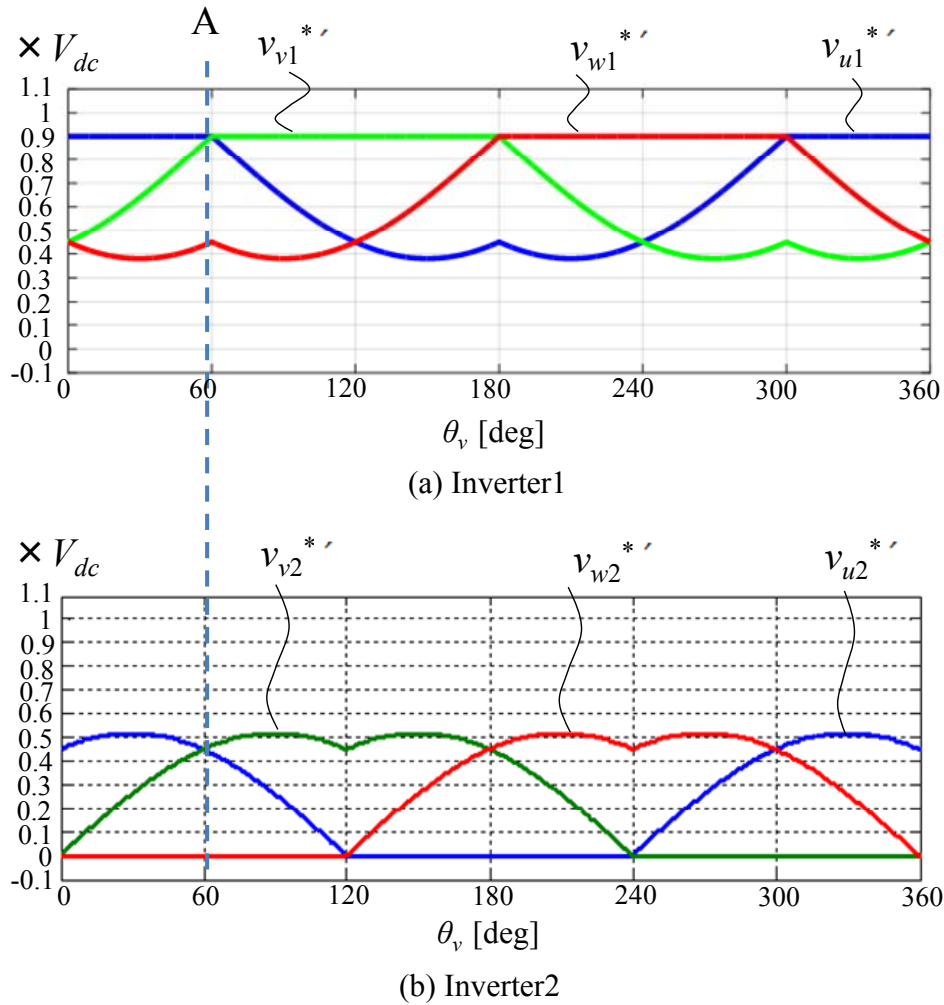 A
× V_dc
v_v1*′ v_w1*′ v_u1*′
1.1
1
0.9
0.8
0.7
0.6
0.5
0.4
0.3
0.2
0.1
0
-0.1
0 60 120 180 240 300 360
θ_v [deg]
(a) Inverter1
× V_dc
v_v2*′ v_w2*′ v_u2*′
1.1
1
0.9
0.8
0.7
0.6
0.5
0.4
0.3
0.2
0.1
0
-0.1
0 60 120 180 240 300 360
θ_v [deg]
(b) Inverter2